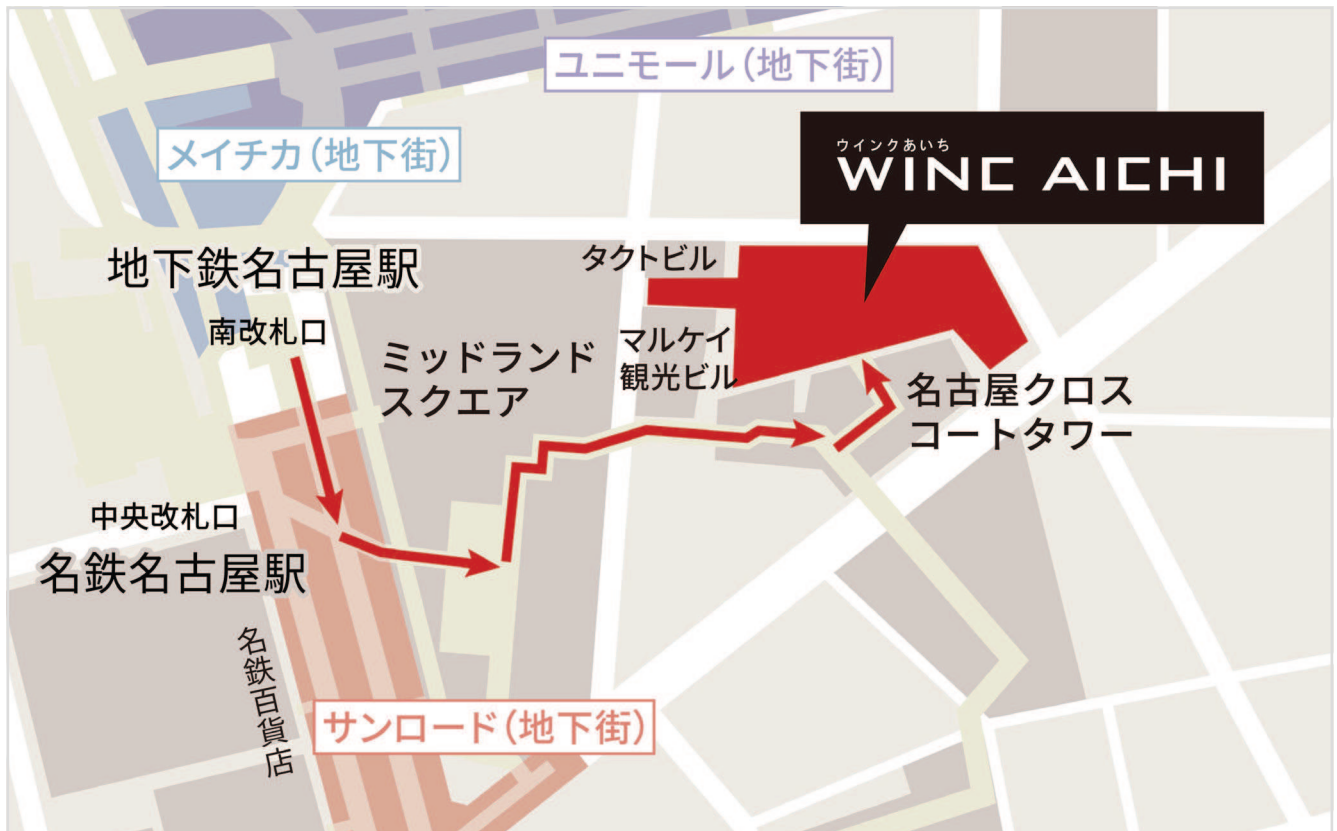 ユニモール(地下街)
メイチカ(地下街)
ウインクあいち
WINC AICHI
地下鉄名古屋駅
南改札口
タクトビル
ミッドランド
スクエア
マルケイ
観光ビル
名古屋クロス
コートタワー
中央改札口
名鉄名古屋駅
名鉄百貨店
サンロード(地下街)